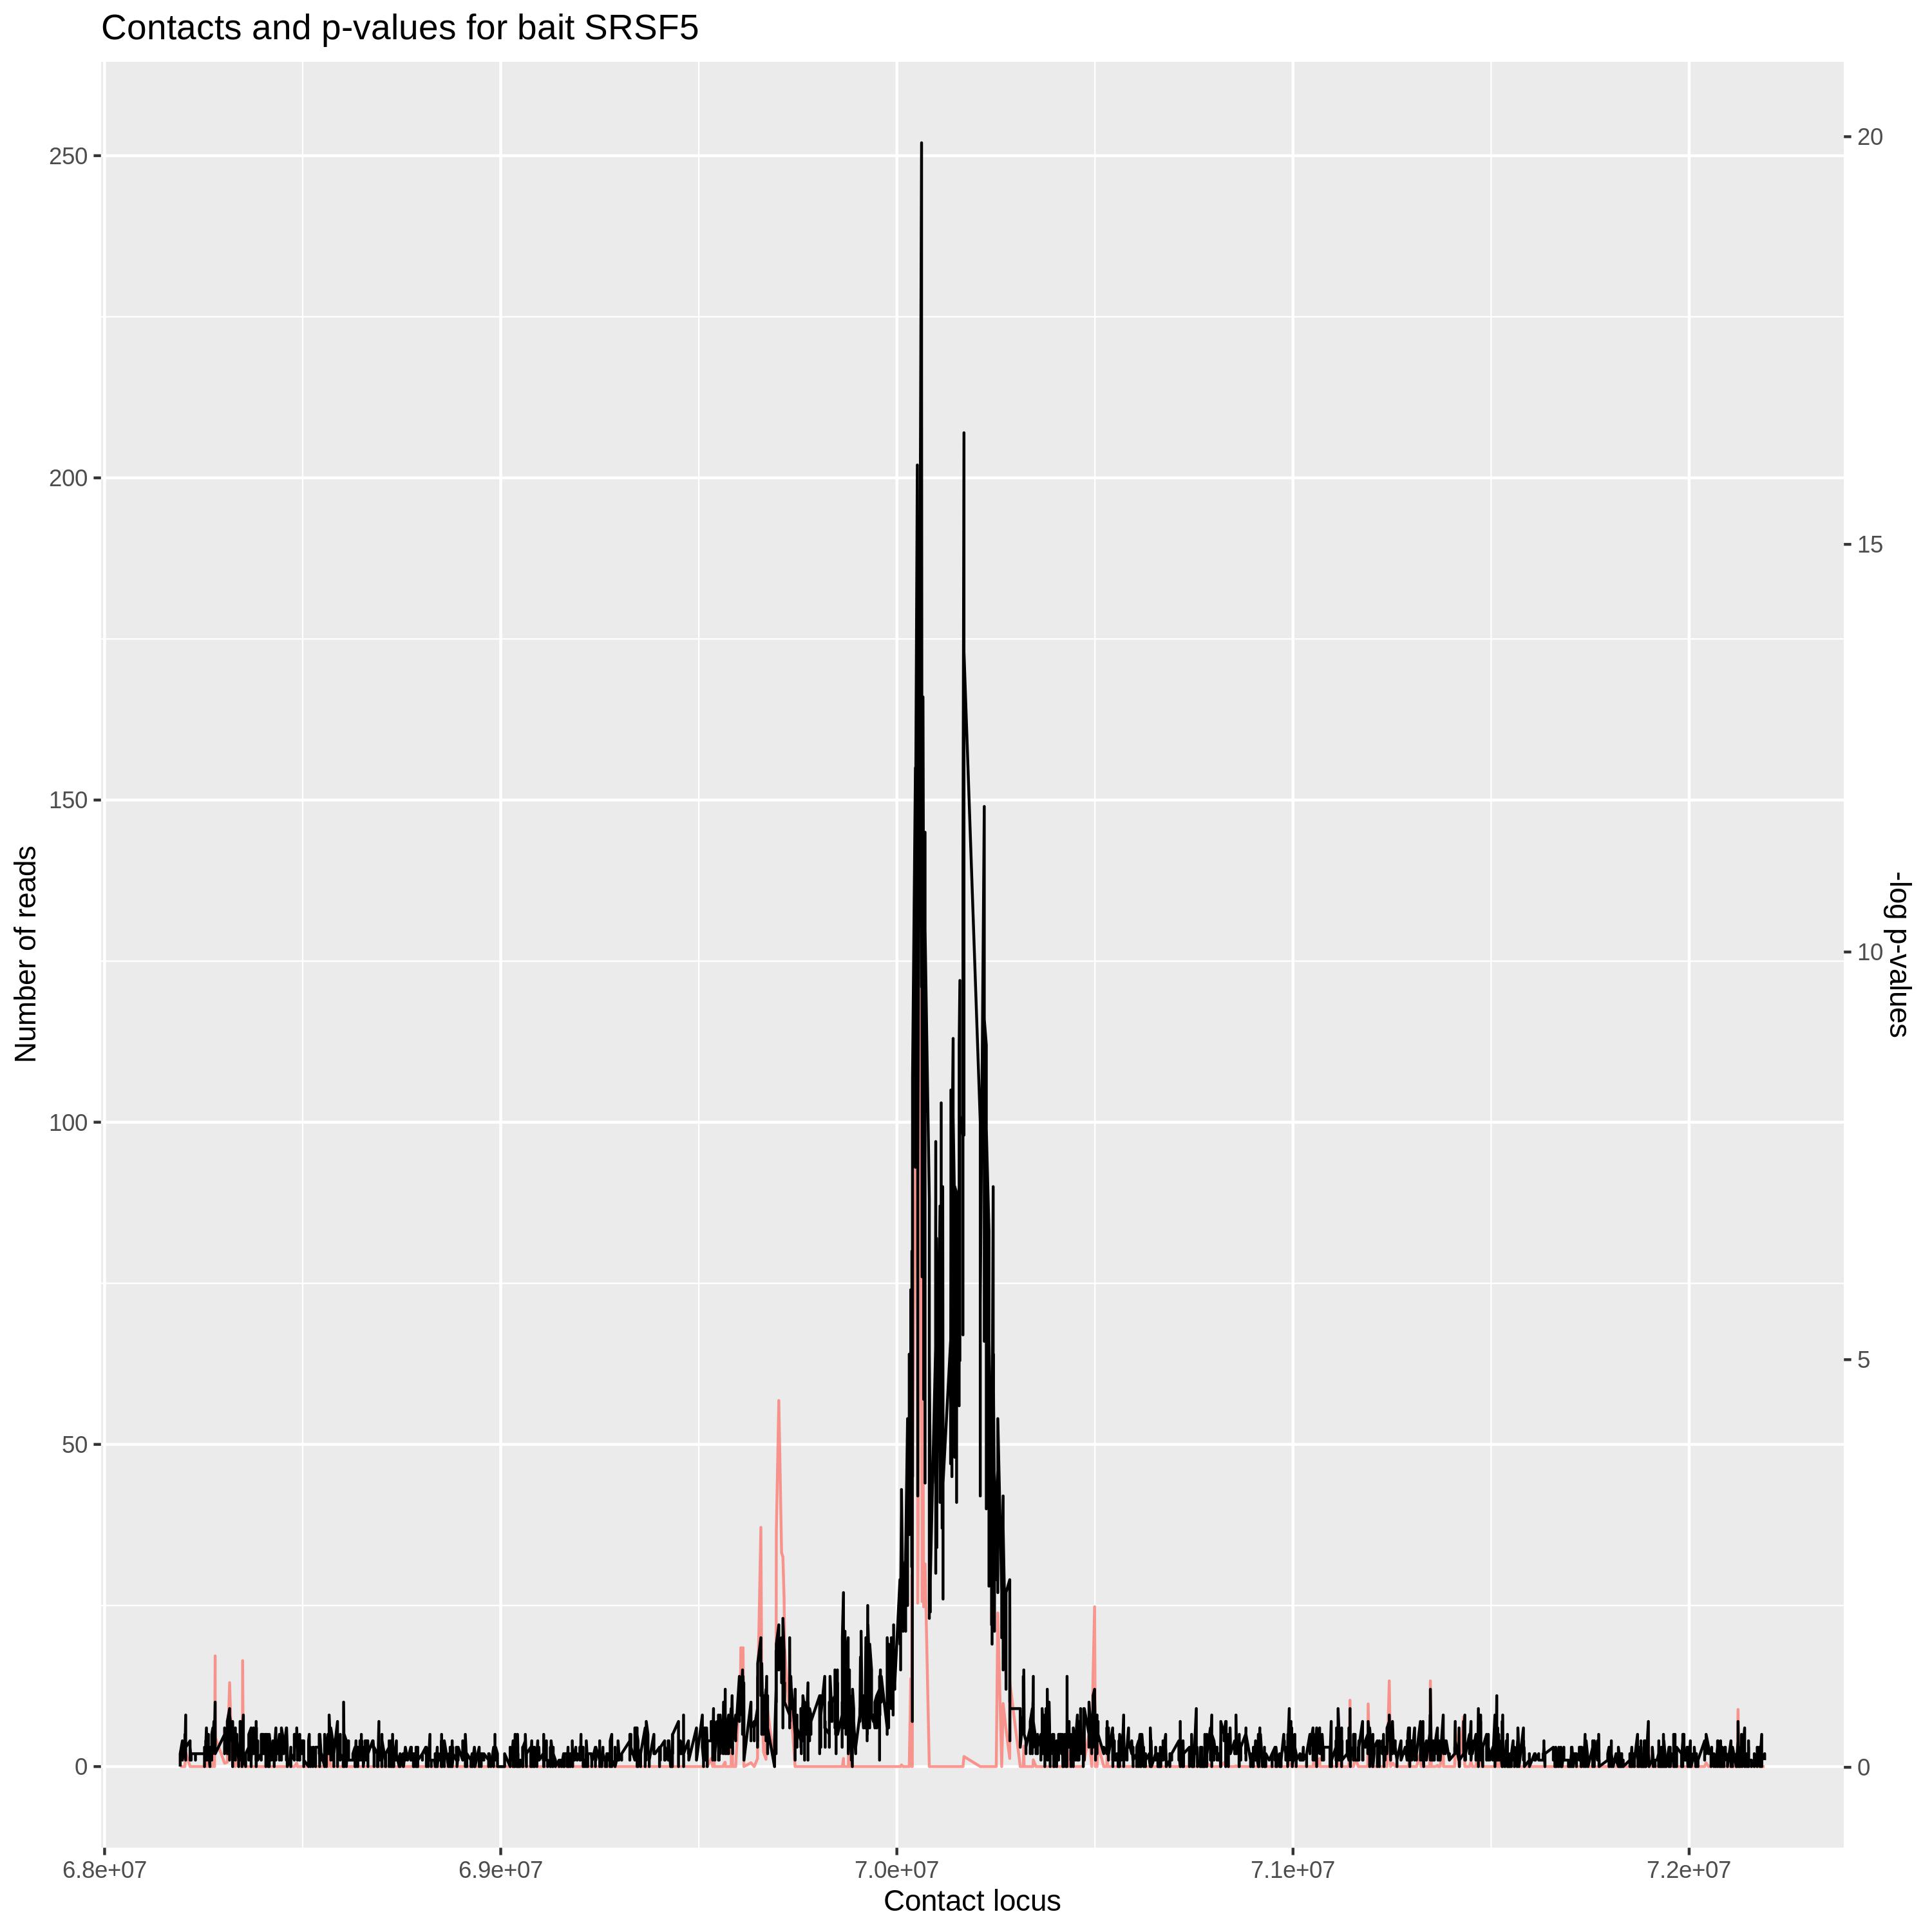 Contacts and p-values for bait SRSF5
Number of reads
250
200
150
100
50
0
20
15
10
5
0
-log p-values
6.8e+07
6.9e+07
7.0e+07
7.1e+07
7.2e+07
Contact locus